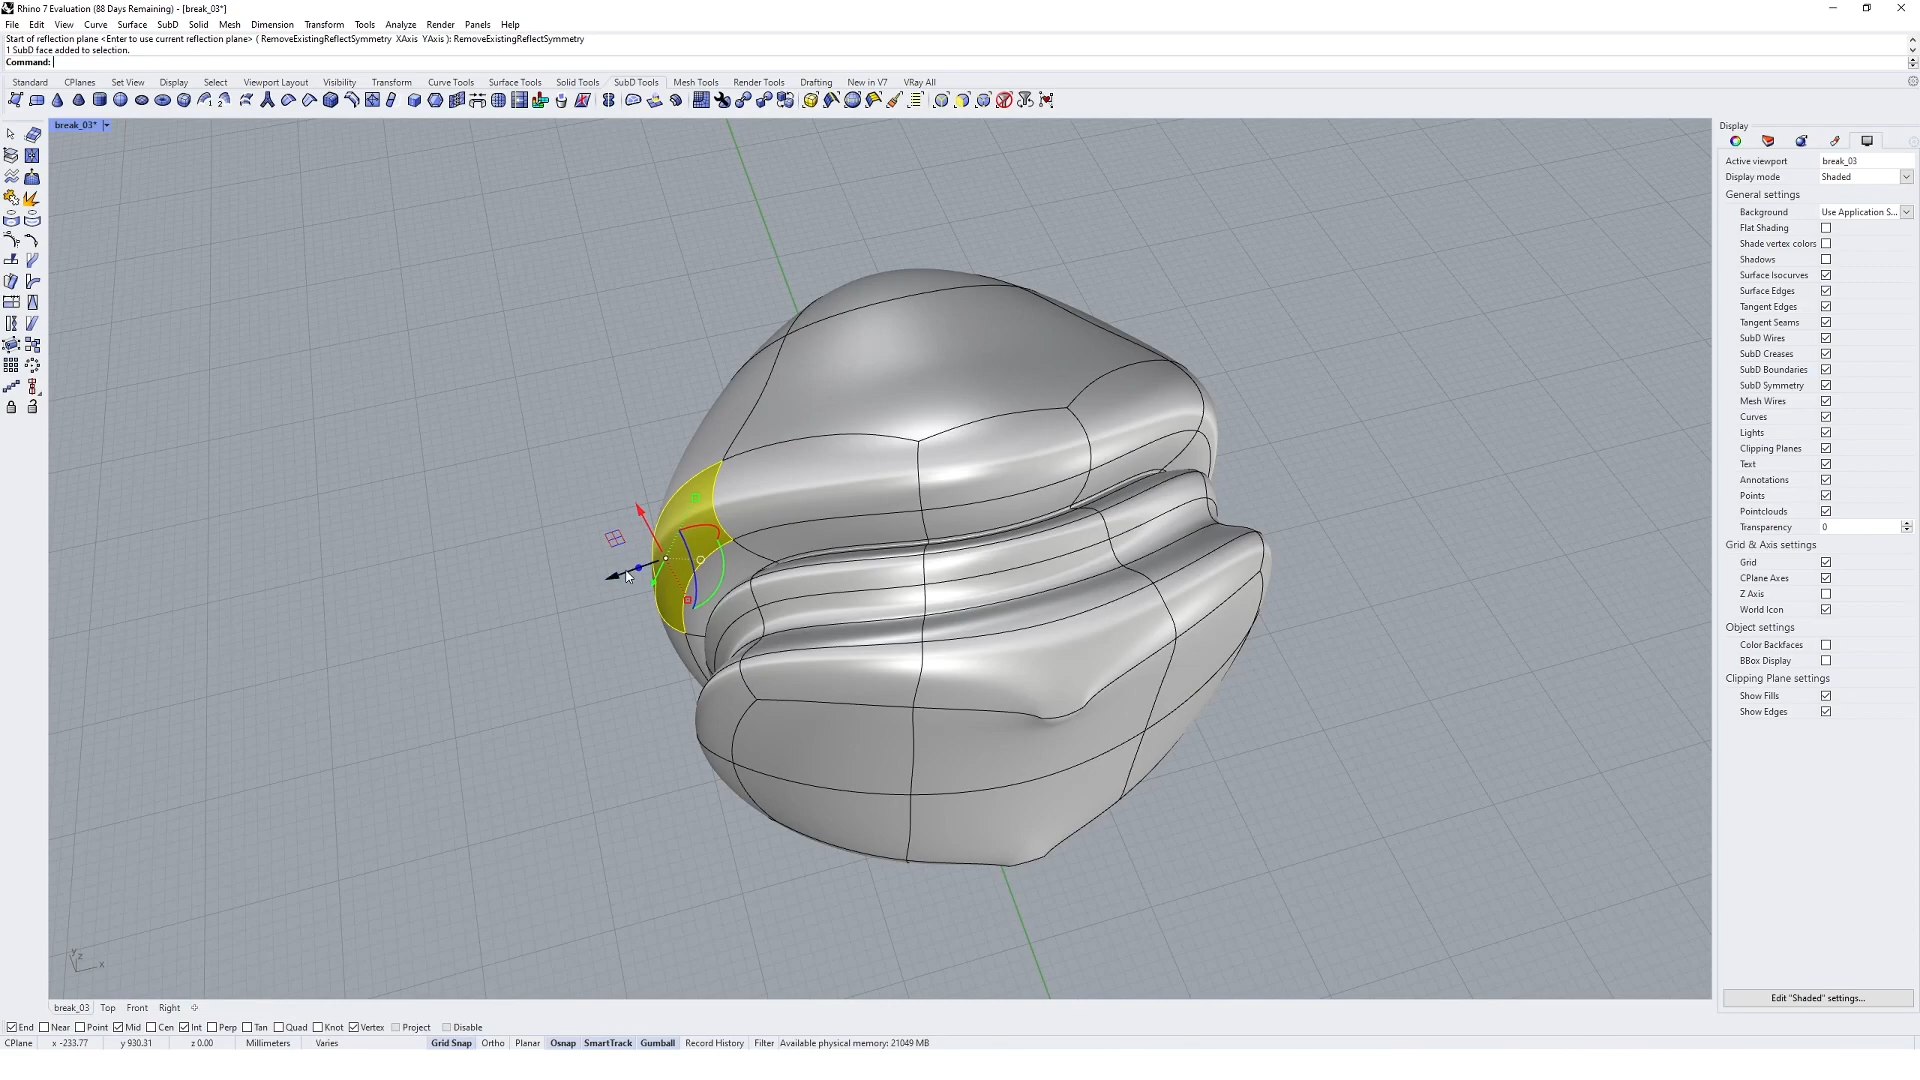 Rhino 7 Evaluation (88 Days Remaining) - [break_03*]
File Edit View Curve Surface SubD Solid Mesh Dimension Transform Tools Analyze Render Panels Help
Start of reflection plane <Enter to use current reflection plane> ( RemoveExistingReflectSymmetry XAxis YAxis ): RemoveExistingReflectSymmetry
1 SubD face added to selection.
Command:
Standard CPlanes Set View Display Select Viewport Layout Visibility Transform Curve Tools Surface Tools Solid Tools SubD Tools Mesh Tools Render Tools Drafting New in V7 VRay All
break_03*
Display
Active viewport break_03
Display mode Shaded
General settings
Background Use Application S...
Flat Shading
Shade vertex colors
Shadows
Surface Isocurves
Surface Edges
Tangent Edges
Tangent Seams
SubD Wires
SubD Creases
SubD Boundaries
SubD Symmetry
Mesh Wires
Curves
Lights
Clipping Planes
Text
Annotations
Points
Pointclouds
Transparency 0
Grid & Axis settings
Grid
CPlane Axes
Z Axis
World Icon
Object settings
Color Backfaces
BBox Display
Clipping Plane settings
Show Fills
Show Edges
Edit "Shaded" settings...
y
z
x
break_03 Top Front Right
End Near Point Mid Cen Int Perp Tan Quad Knot Vertex Project Disable
CPlane x -233.77 y 930.31 z 0.00 Millimeters Varies Grid Snap Ortho Planar Osnap SmartTrack Gumball Record History Filter Available physical memory: 21049 MB